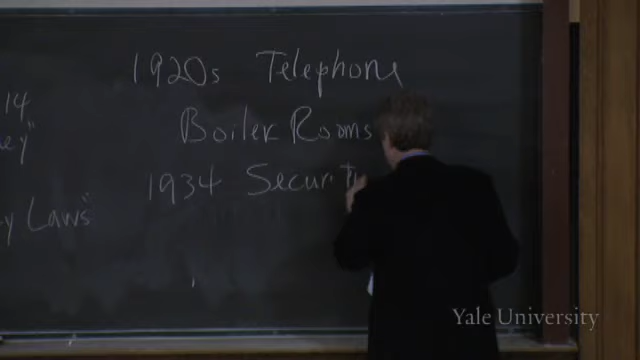 1920s Telephone
14
Boiler Rooms
ey"
1934 Securit
y Laws"
Yale University